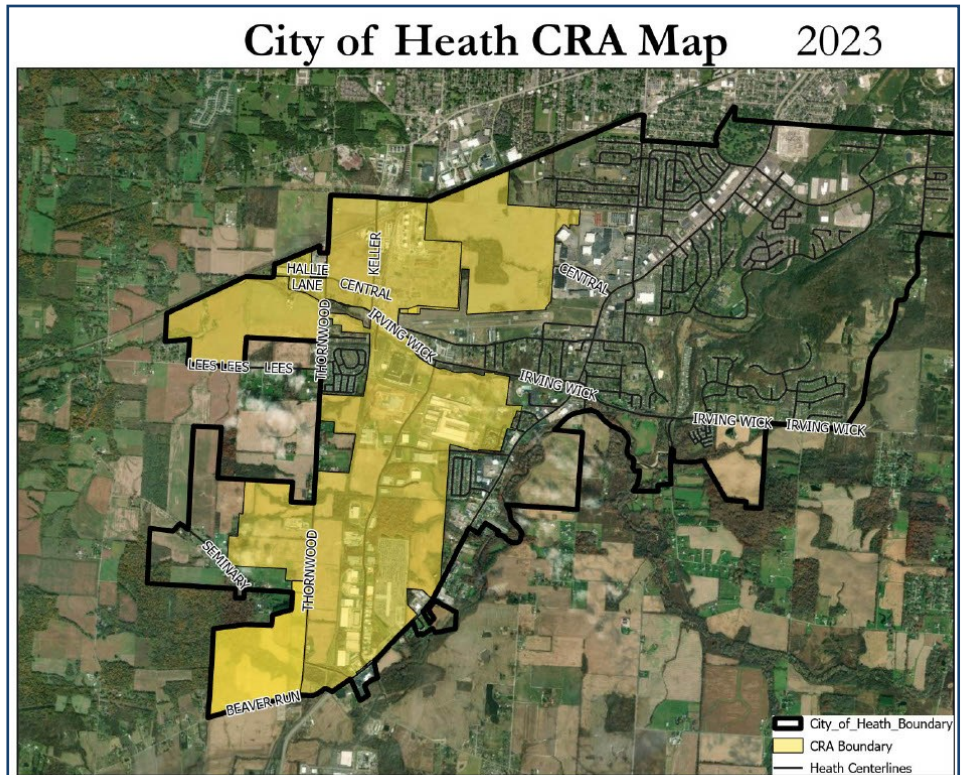 City of Heath CRA Map 2023
KELLER
HALLIE
LANE
CENTRAL
CENTRAL
THORNWOOD
IRVING WICK
LEES LEES LEES
IRVING WICK
IRVING WICK IRVING WICK
SEMINARY
THORNWOOD
BEAVER RUN
City_of_Heath_Boundary
CRA Boundary
Heath Centerlines